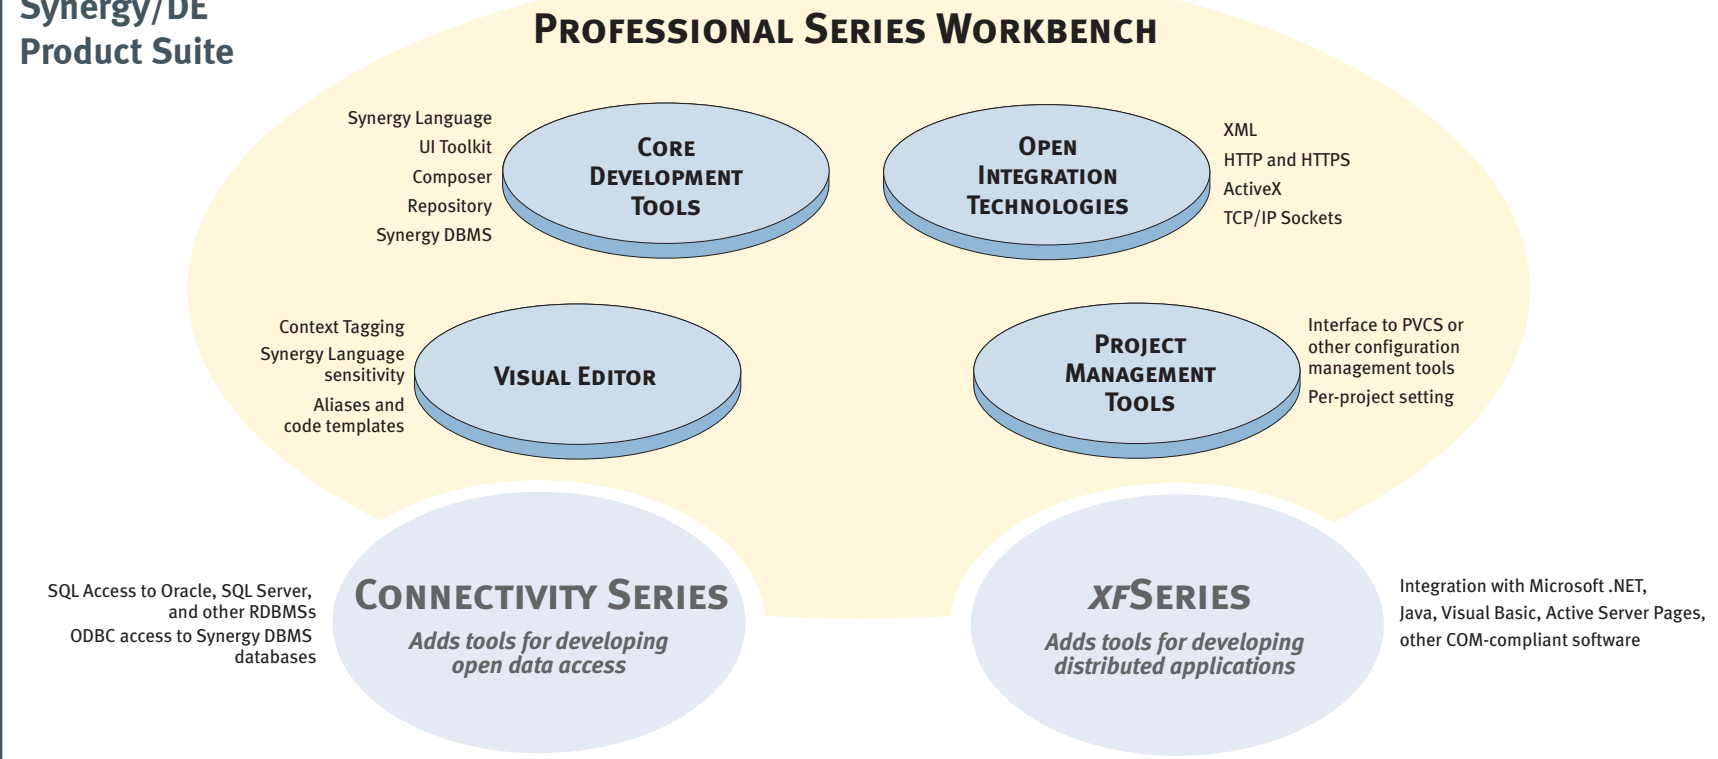 Synergy/DE
Product Suite
PROFESSIONAL SERIES WORKBENCH
Synergy Language
UI Toolkit
Composer
Repository
Synergy DBMS
CORE
DEVELOPMENT
TOOLS
OPEN
INTEGRATION
TECHNOLOGIES
XML
HTTP and HTTPS
ActiveX
TCP/IP Sockets
Context Tagging
Synergy Language
sensitivity
Aliases and
code templates
VISUAL EDITOR
PROJECT
MANAGEMENT
TOOLS
Interface to PVCS or
other configuration
management tools
Per-project setting
SQL Access to Oracle, SQL Server,
and other RDBMSs
ODBC access to Synergy DBMS
databases
CONNECTIVITY SERIES
Adds tools for developing
open data access
xfSERIES
Adds tools for developing
distributed applications
Integration with Microsoft .NET,
Java, Visual Basic, Active Server Pages,
other COM-compliant software